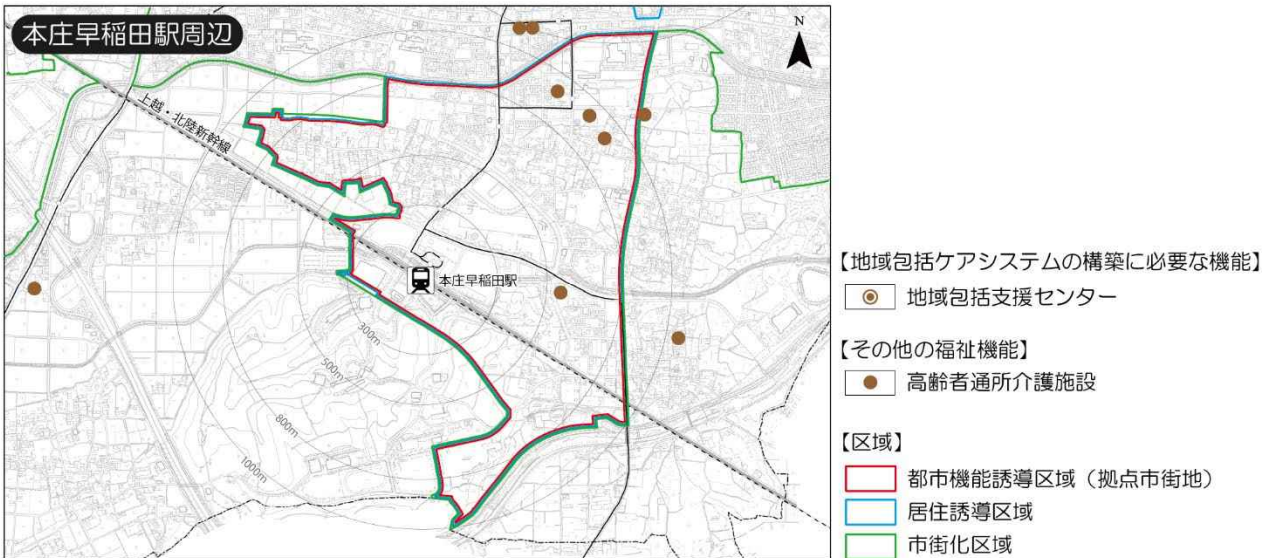 本庄早稲田駅周辺
N
上越・北陸新幹線
本庄早稲田駅
300m
500m
800m
1000m
【地域包括ケアシステムの構築に必要な機能】
地域包括支援センター
【その他の福祉機能】
高齢者通所介護施設
【区域】
都市機能誘導区域（拠点市街地）
居住誘導区域
市街化区域